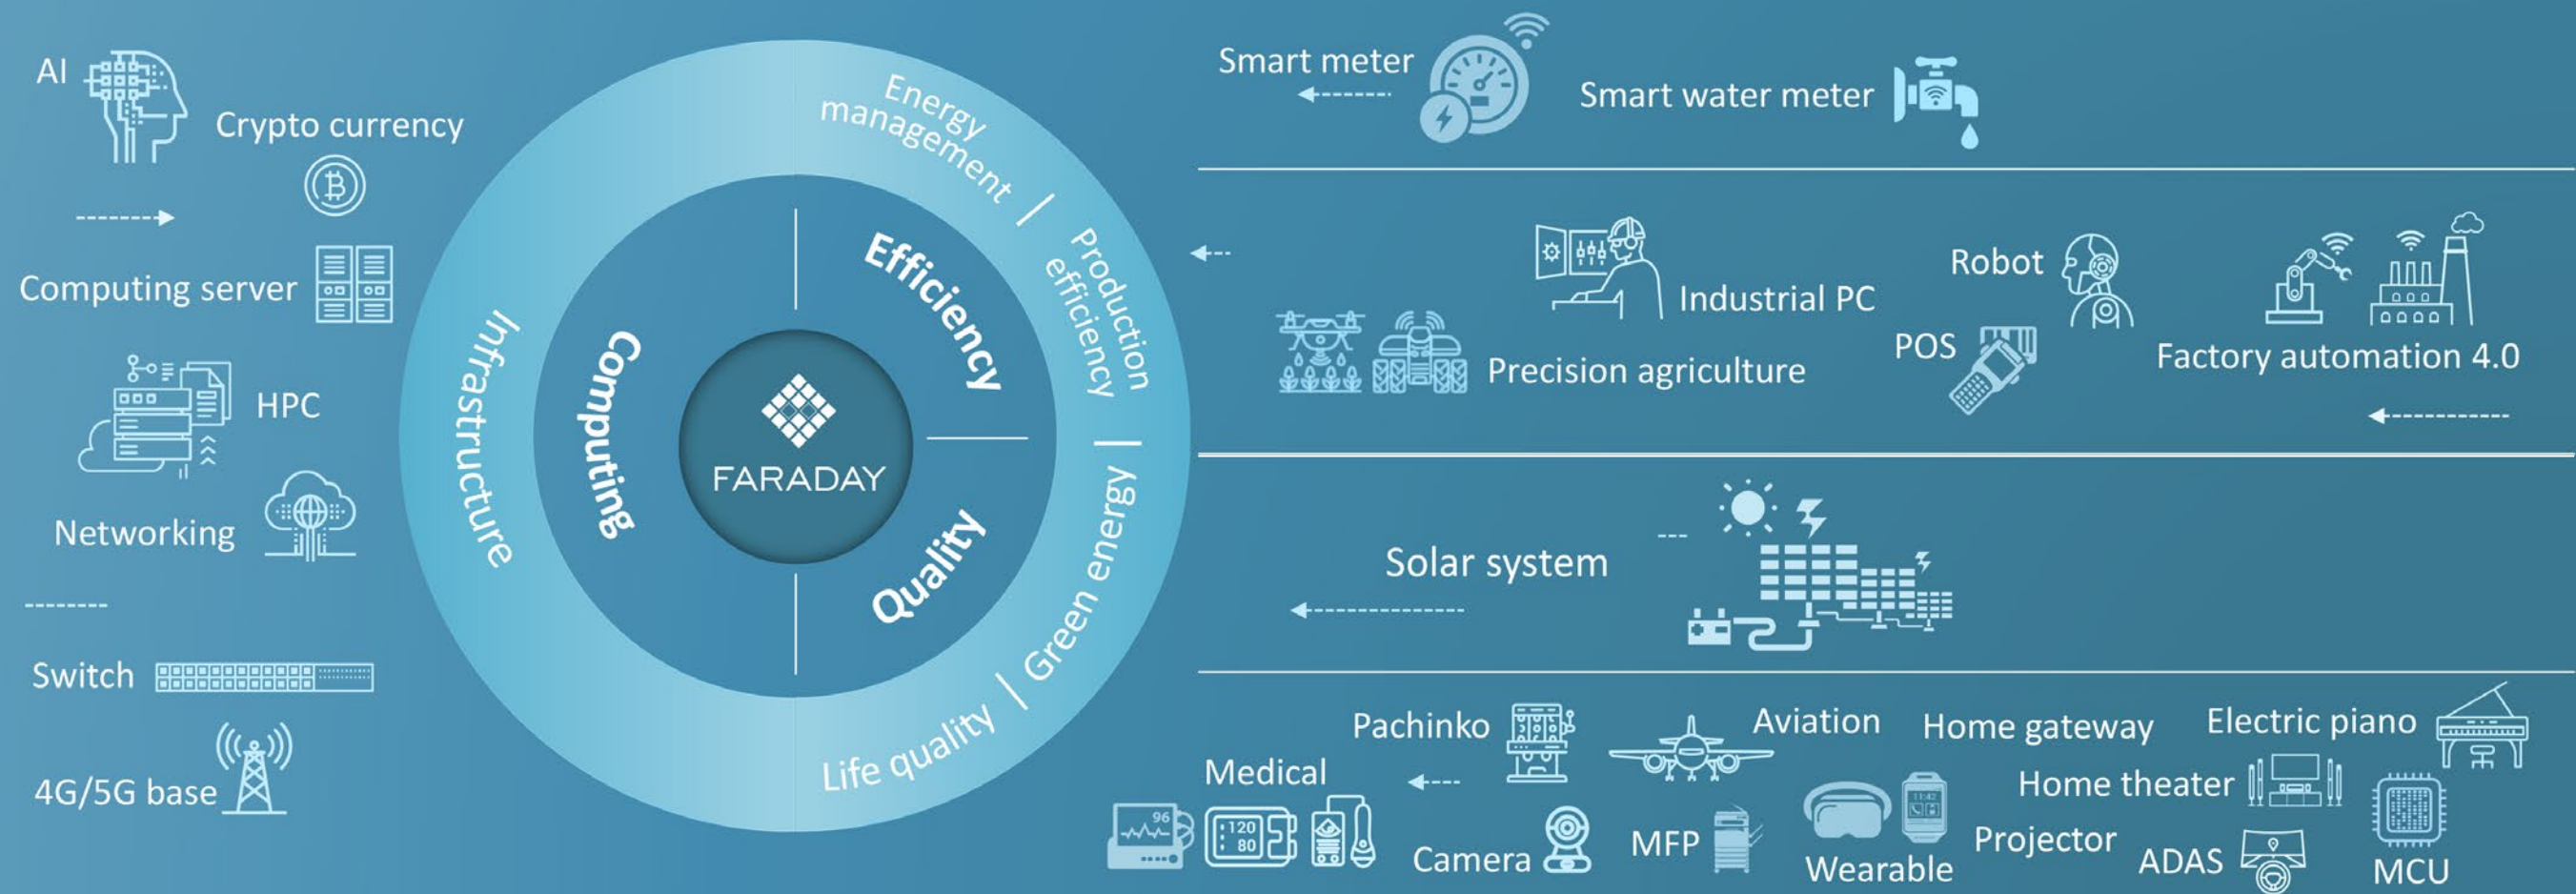 AI
Crypto currency
Computing server
HPC
Networking
Switch
4G/5G base
Infrastructure
Computing
Energy
management
Production
efficiency
Efficiency
FARADAY
Quality
Green energy
Life quality
Smart meter
Smart water meter
Industrial PC
Robot
Precision agriculture
POS
Factory automation 4.0
Solar system
Pachinko
Aviation
Home gateway
Electric piano
Medical
Home theater
96
120
80
11:42
Camera
MFP
Wearable
Projector
ADAS
MCU